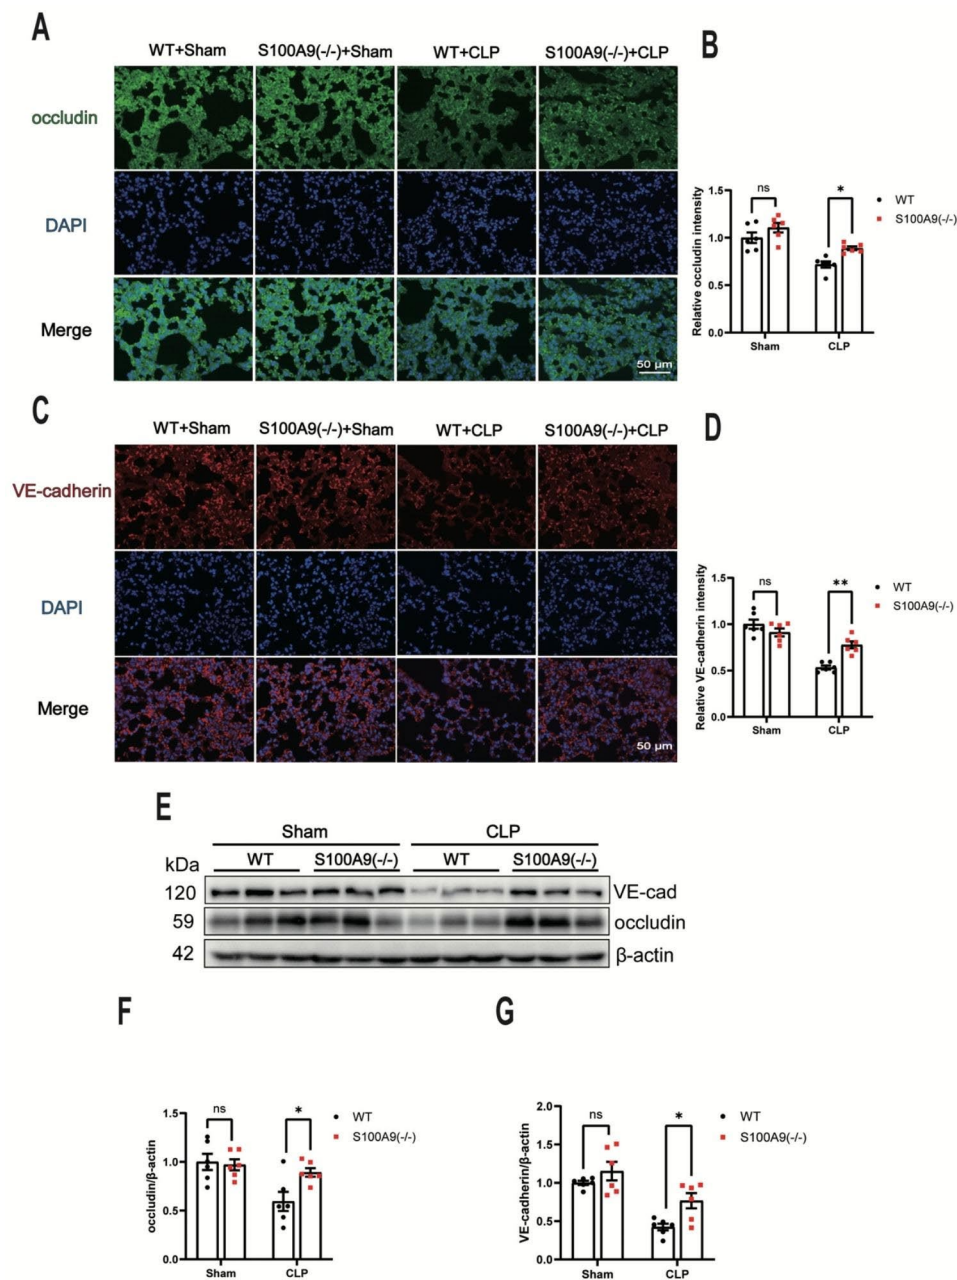 A
WT+Sham S100A9(-/-)+Sham WT+CLP S100A9(-/-)+CLP
occludin
DAPI
Merge
50 μm
B
Relative occludin intensity
1.5
1.0
0.5
0.0
ns
*
WT
S100A9(-/-)
Sham CLP
C
WT+Sham S100A9(-/-)+Sham WT+CLP S100A9(-/-)+CLP
VE-cadherin
DAPI
Merge
50 μm
D
Relative VE-cadherin intensity
1.5
1.0
0.5
0.0
ns
**
WT
S100A9(-/-)
Sham CLP
E
Sham CLP
kDa WT S100A9(-/-) WT S100A9(-/-)
120 VE-cad
59 occludin
42 β-actin
F
occludin/β-actin
1.5
1.0
0.5
0.0
ns
*
WT
S100A9(-/-)
Sham CLP
G
VE-cadherin/β-actin
2.0
1.5
1.0
0.5
0.0
ns
*
WT
S100A9(-/-)
Sham CLP